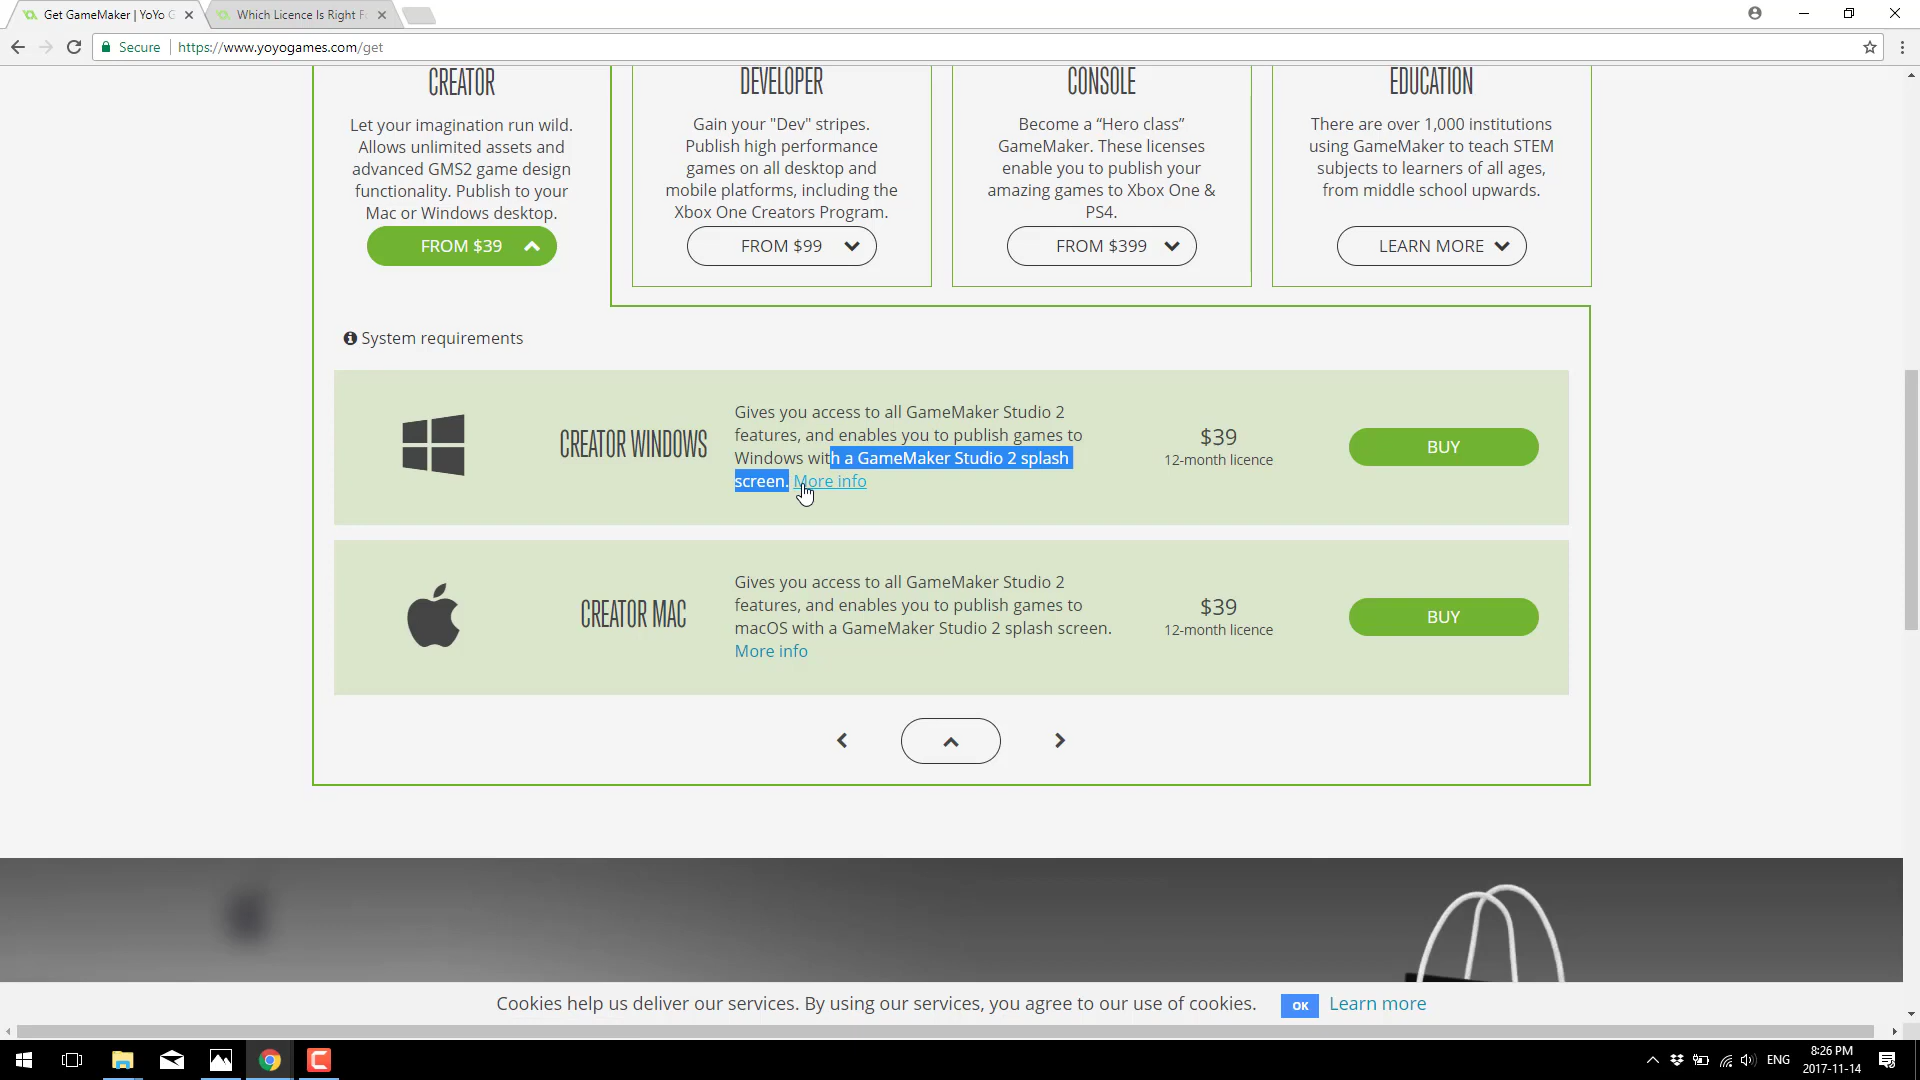 Get GameMaker | YoYo G
Which Licence Is Right F
Secure
https://www.yoyogames.com/get
CREATOR
Let your imagination run wild.
Allows unlimited assets and
advanced GMS2 game design
functionality. Publish to your
Mac or Windows desktop.
FROM $39
DEVELOPER
Gain your "Dev" stripes.
Publish high performance
games on all desktop and
mobile platforms, including the
Xbox One Creators Program.
FROM $99
CONSOLE
Become a “Hero class”
GameMaker. These licenses
enable you to publish your
amazing games to Xbox One &
PS4.
FROM $399
EDUCATION
There are over 1,000 institutions
using GameMaker to teach STEM
subjects to learners of all ages,
from middle school upwards.
LEARN MORE
System requirements
CREATOR WINDOWS
Gives you access to all GameMaker Studio 2
features, and enables you to publish games to
Windows with a GameMaker Studio 2 splash
screen. More info
$39
12-month licence
BUY
CREATOR MAC
Gives you access to all GameMaker Studio 2
features, and enables you to publish games to
macOS with a GameMaker Studio 2 splash screen.
More info
$39
12-month licence
BUY
Cookies help us deliver our services. By using our services, you agree to our use of cookies.
OK
Learn more
ENG
8:26 PM
2017-11-14